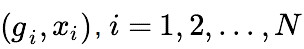 (g_i, x_i), i = 1, 2, . . . , N